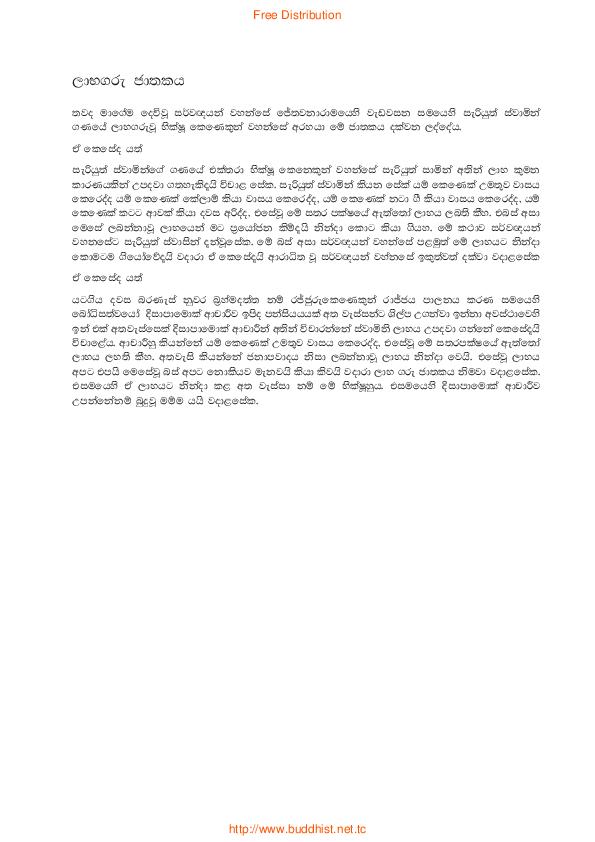 Free Distribution
ලාභගරු ජාතකය
තවද මාගේම දෙව්වූ සර්වඥයන් වහන්සේ ජේතවනාරාමයෙහි වැඩවසන සමයෙහි සැරියුත් ස්වාමින්
ගණයේ ලාභගරුවූ භික්ෂූ කෙණෙකුන් වහන්සේ අරභයා මේ ජාතකය දක්වන ලද්දේය.
ඒ කෙසේද යත්
සැරියුත් ස්වාමින්ගේ ගණයේ එක්තරා භික්ෂූ කෙනෙකුන් වහන්සේ සැරියුත් සාමින් අතින් ලාභ කුමන
කාරණයකින් උපදවා ගතහැකිදැයි විචාළ සේක. සැරියුත් ස්වාමින් කියන සේක් යම් කෙණෙක් උමතුව වාසය
කෙරෙද්ද යම් කෙණෙක් කේලාම් කියා වාසය කෙරෙද්ද, යම් කෙණෙක් නටා ගී කියා වාසය කෙරෙද්ද, යම්
කෙණෙක් කටට ආවක් කියා දවස අරිද්ද, එසේවූ මේ සතර පක්ෂයේ ඇත්තෝ ලාභය ලබති කීහ. එබස් අසා
මෙසේ ලබන්නාවූ ලාභයෙන් මට ප්‍රයෝජන කිම්දැයි නින්දා කොට කියා ගියහ. මේ කථාව සර්වඥයන්
වහනසේට සැරියුත් ස්වාසීන් දැන්වූසේක. මේ බස් අසා සර්වඥයන් වහන්සේ පළමුත් මේ ලාභයට නින්දා
කොමටම ගියෝවේදැයි වදාරා ඒ කෙසේදැයි ආරාධිත වූ සර්වඥයන් වහ්නසේ ඉකුත්වත් දක්වා වදාළසේක
ඒ කෙසේද යත්
යටගිය දවස බරණැස් නුවර බ්‍රහ්මදත්ත නම් රජ්ජුරුකෙණෙකුන් රාජ්ජය පාලනය කරණ සමයෙහි
බෝධිසත්වයෝ දිසාපාමොක් ආචාරීව ඉපිද පන්සියයයක් අත වැස්සන්ට ශිල්ප උගන්වා ඉන්නා අවස්ථාවෙහි
ඉන් එක් අතවැස්සෙක් දිසාපාමොක් ආචාරීන් අතින් විචාරන්නේ ස්වාමිනි ලාභය උපදවා ගන්නේ කෙසේදැයි
විචාළේය. ආචාරීහු කියන්නේ යම් කෙණෙක් උමතුව වාසය කෙරෙද්ද, එසේවූ මේ සතරපක්ෂයේ ඇත්තෝ
ලාභය ලහති කීහ. අතවැසි කියන්නේ ජනාපවාදය නිසා ලබන්නාවූ ලාභය නින්දා වෙයි. එසේවූ ලාභය
අපට එපයී මෙසේවූ බස් අපට නොකියව මැනවයි කියා කිවයි වදාරා ලාභ ගරු ජාතකය නිමවා වදාළසේක.
එසමයෙහි ඒ ලාභයට නින්දා කළ අත වැස්සා නම් මේ භික්ෂූහුය. එසමයෙහි දිසාපාමොක් ආචාරීව
උපන්නේනම් බුදුවූ මම්ම යයි වදාළසේක.
http://www.buddhist.net.tc